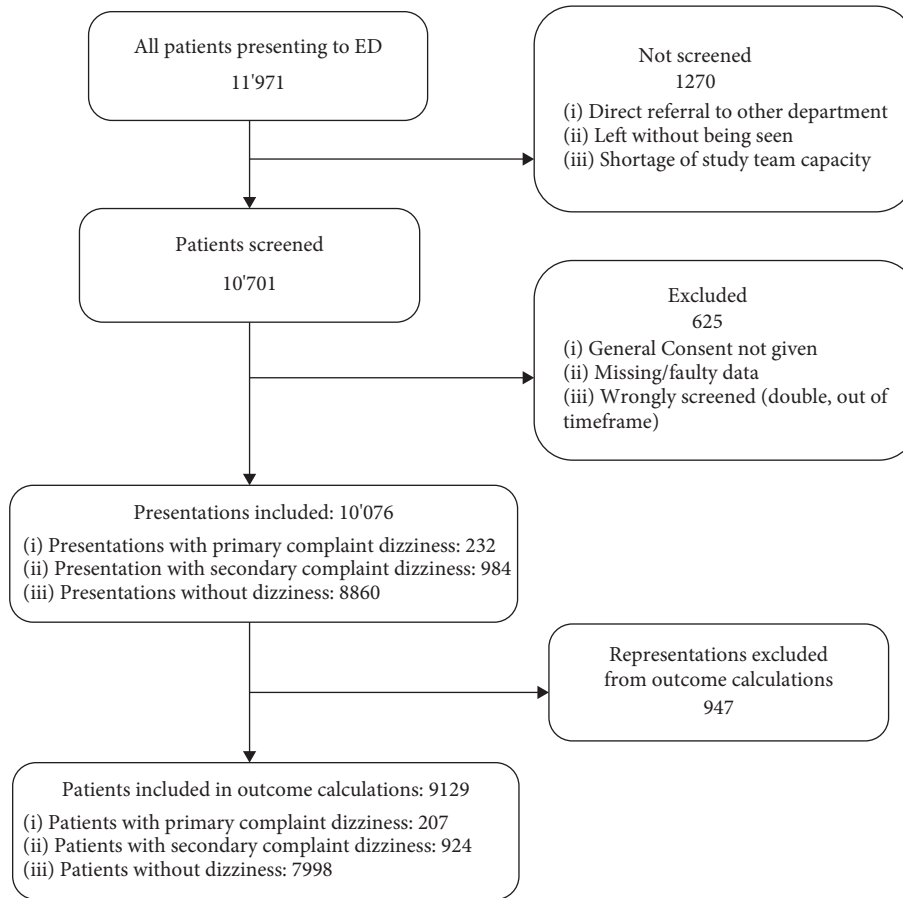 All patients presenting to ED
11'971
Not screened
1270
(i) Direct referral to other department
(ii) Left without being seen
(iii) Shortage of study team capacity
Patients screened
10'701
Excluded
625
(i) General Consent not given
(ii) Missing/faulty data
(iii) Wrongly screened (double, out of
timeframe)
Presentations included: 10'076
(i) Presentations with primary complaint dizziness: 232
(ii) Presentation with secondary complaint dizziness: 984
(iii) Presentations without dizziness: 8860
Representations excluded
from outcome calculations
947
Patients included in outcome calculations: 9129
(i) Patients with primary complaint dizziness: 207
(ii) Patients with secondary complaint dizziness: 924
(iii) Patients without dizziness: 7998